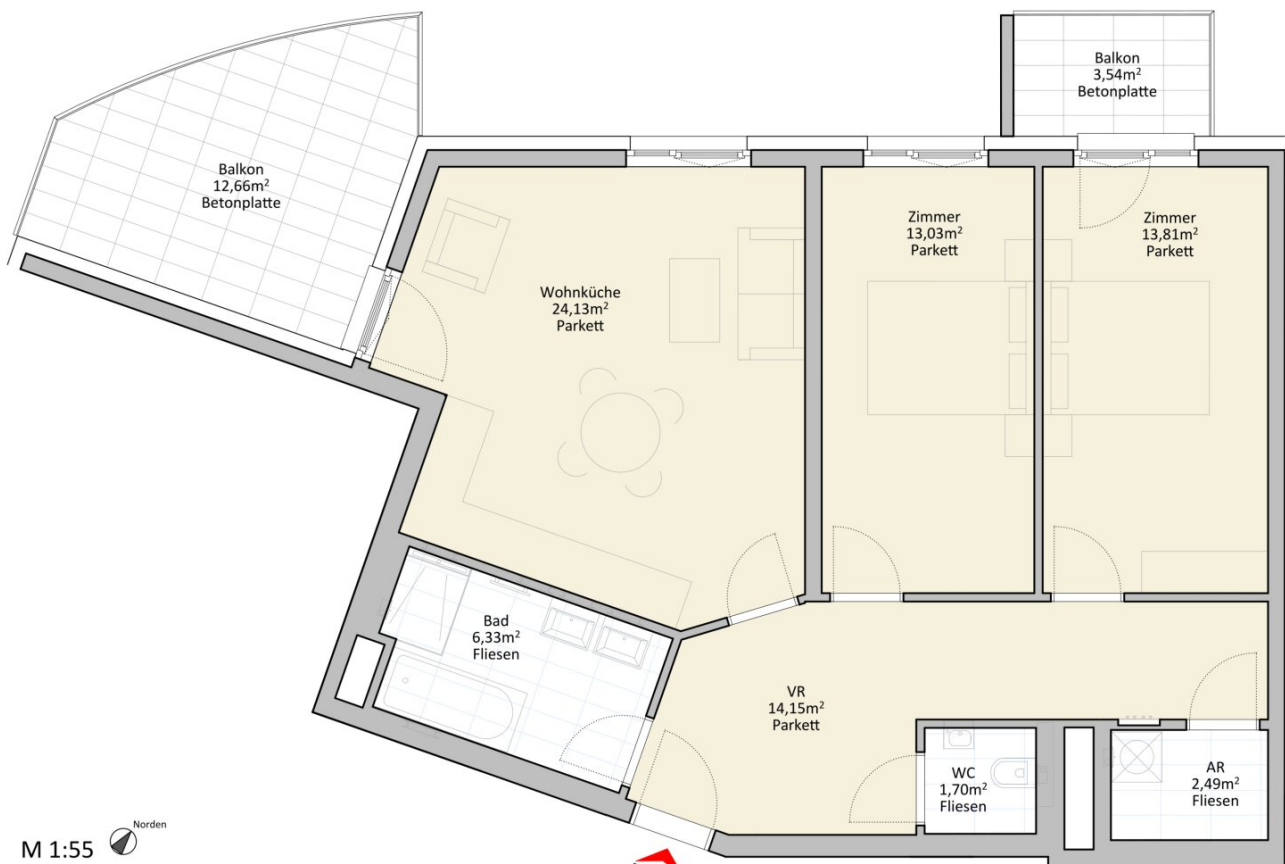 Balkon
3,54m²
Betonplatte
Balkon
12,66m²
Betonplatte
Zimmer
13,03m²
Parkett
Zimmer
13,81m²
Parkett
Wohnküche
24,13m²
Parkett
Bad
6,33m²
Fliesen
VR
14,15m²
Parkett
WC
1,70m²
Fliesen
AR
2,49m²
Fliesen
M 1:55
Norden